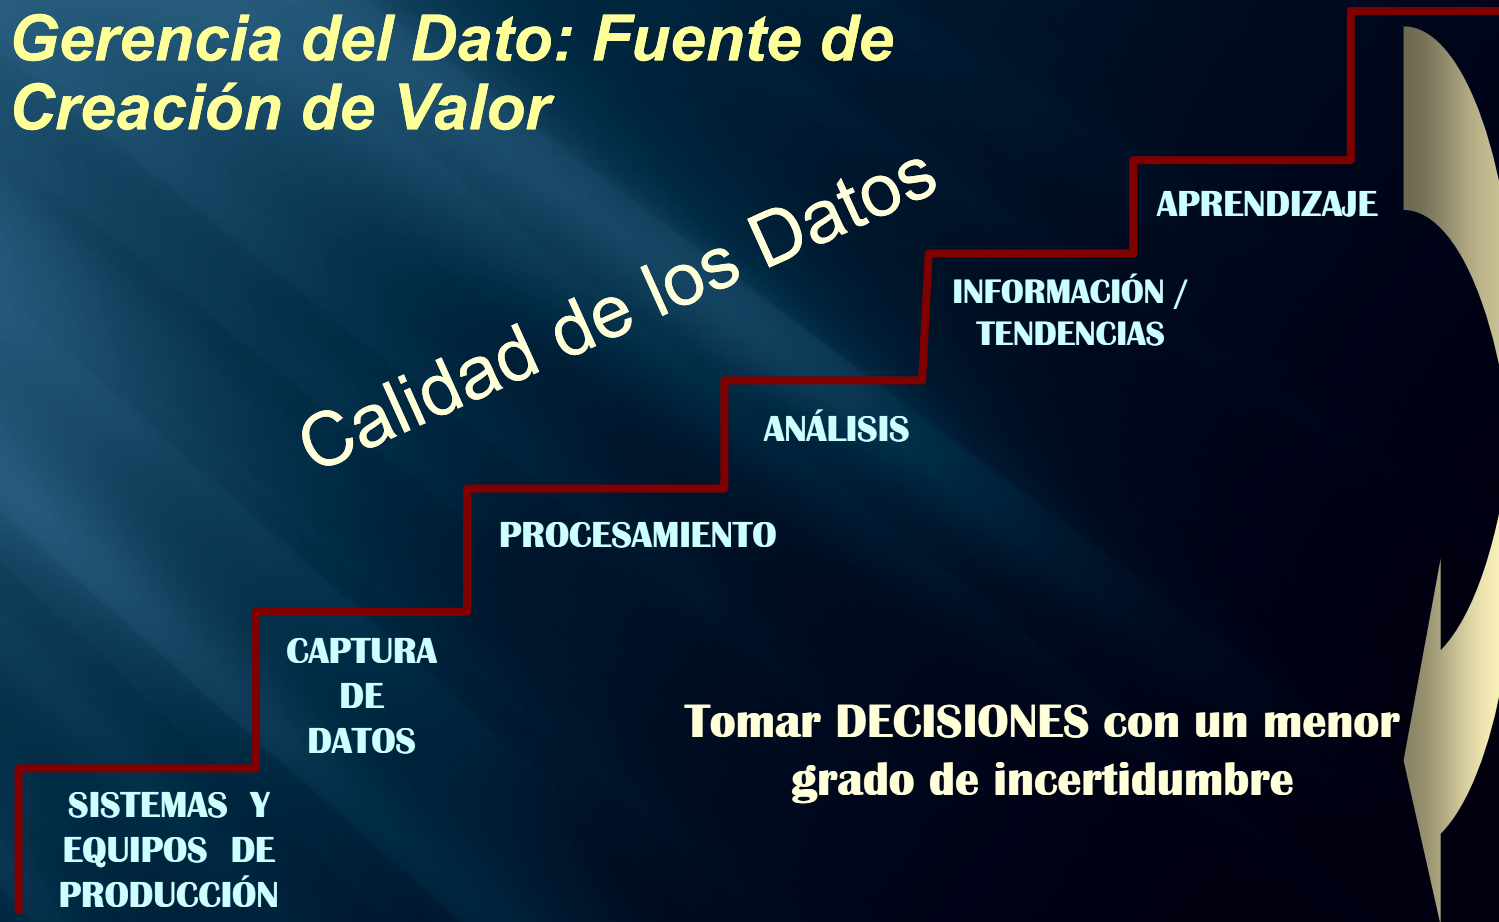 Gerencia del Dato: Fuente de
Creación de Valor
Calidad de los Datos
APRENDIZAJE
INFORMACIÓN /
TENDENCIAS
ANÁLISIS
PROCESAMIENTO
CAPTURA
DE
DATOS
SISTEMAS Y
EQUIPOS DE
PRODUCCIÓN
Tomar DECISIONES con un menor
grado de incertidumbre